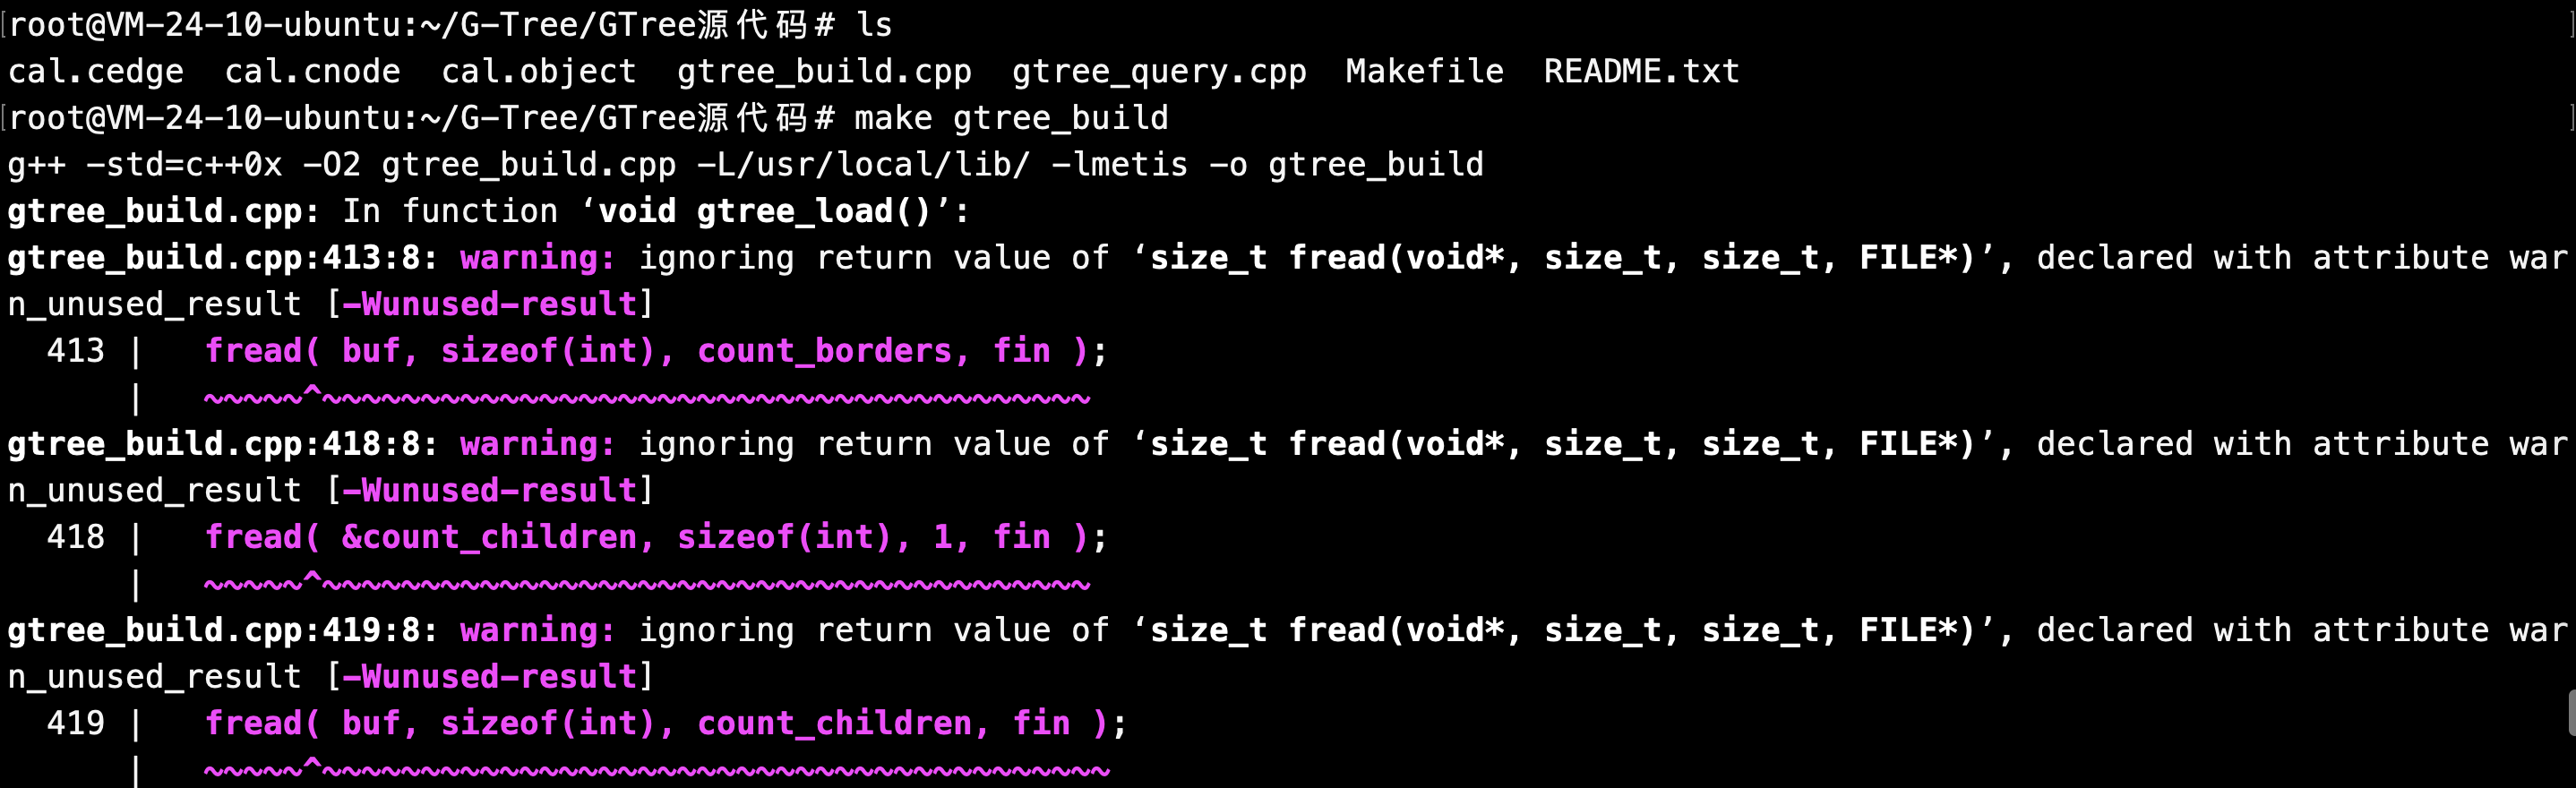 [root@VM-24-10-ubuntu:~/G-Tree/GTree源代码# ls ]
cal.cedge  cal.cnode  cal.object  gtree_build.cpp  gtree_query.cpp  Makefile  README.txt
[root@VM-24-10-ubuntu:~/G-Tree/GTree源代码# make gtree_build ]
g++ -std=c++0x -O2 gtree_build.cpp -L/usr/local/lib/ -lmetis -o gtree_build
gtree_build.cpp: In function ‘void gtree_load()’:
gtree_build.cpp:413:8: warning: ignoring return value of ‘size_t fread(void*, size_t, size_t, FILE*)’, declared with attribute war
n_unused_result [-Wunused-result]
  413 |   fread( buf, sizeof(int), count_borders, fin );
      |   ~~~~~^~~~~~~~~~~~~~~~~~~~~~~~~~~~~~~~~~~~~~~~
gtree_build.cpp:418:8: warning: ignoring return value of ‘size_t fread(void*, size_t, size_t, FILE*)’, declared with attribute war
n_unused_result [-Wunused-result]
  418 |   fread( &count_children, sizeof(int), 1, fin );
      |   ~~~~~^~~~~~~~~~~~~~~~~~~~~~~~~~~~~~~~~~~~~~~~
gtree_build.cpp:419:8: warning: ignoring return value of ‘size_t fread(void*, size_t, size_t, FILE*)’, declared with attribute war
n_unused_result [-Wunused-result]
  419 |   fread( buf, sizeof(int), count_children, fin );
      |   ~~~~~^~~~~~~~~~~~~~~~~~~~~~~~~~~~~~~~~~~~~~~~~